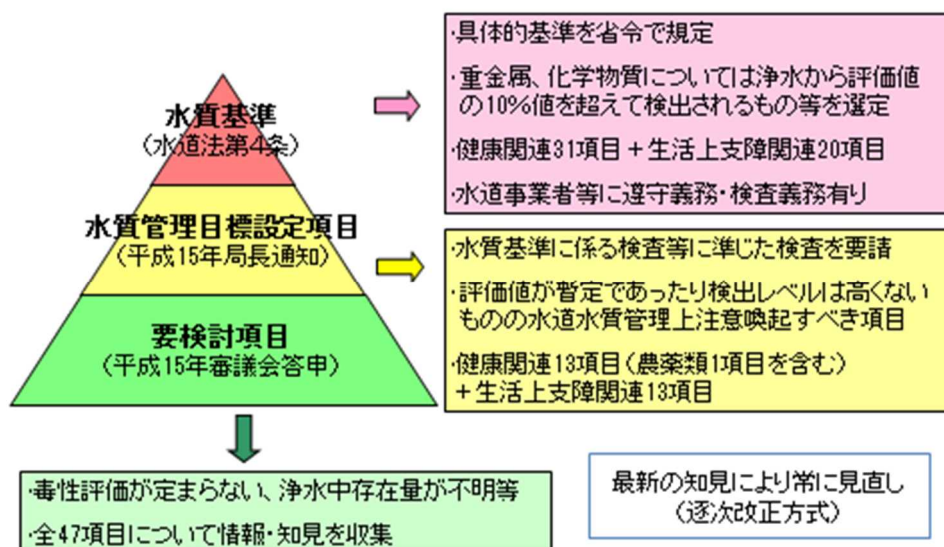 水質基準
(水道法第4条)
水質管理目標設定項目
(平成15年局長通知)
要検討項目
(平成15年審議会答申)
・具体的基準を省令で規定
・重金属、化学物質については浄水から評価値
の10%値を超えて検出されるもの等を選定
・健康関連31項目+生活上支障関連20項目
・水道事業者等に遵守義務・検査義務有り
・水質基準に係る検査等に準じた検査を要請
・評価値が暫定であったり検出レベルは高くない
ものの水道水質管理上注意喚起すべき項目
・健康関連13項目(農薬類1項目を含む)
+生活上支障関連13項目
・毒性評価が定まらない、浄水中存在量が不明等
・全47項目について情報・知見を収集
最新の知見により常に見直し
(逐次改正方式)